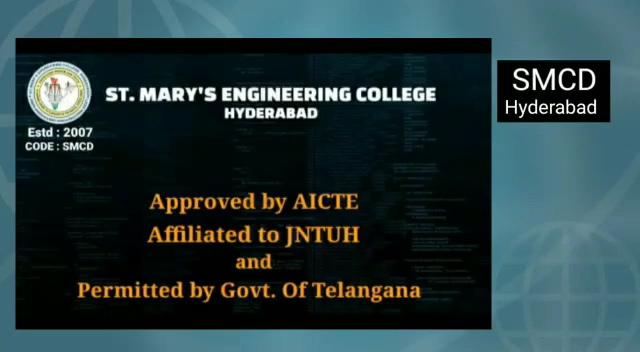 ST. MARY'S ENGINEERING COLLEGE
HYDERABAD
Estd : 2007
CODE : SMCD
SMCD
Hyderabad
Approved by AICTE
Affiliated to JNTUH
and
Permitted by Govt. Of Telangana